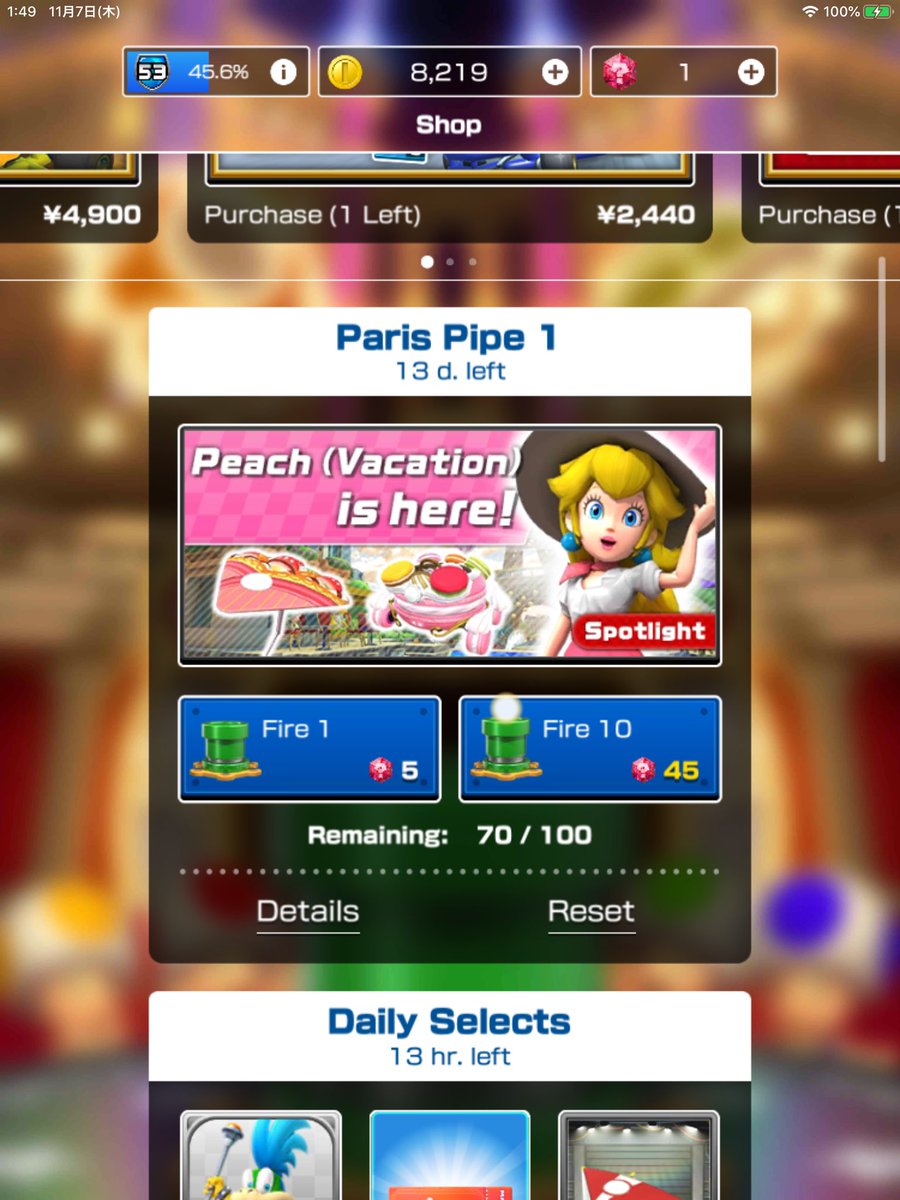 1:49 11月7日(木)
100%
53 45.6%
8,219
1
Shop
¥4,900
Purchase (1 Left) ¥2,440
Purchase (1
Paris Pipe 1
13 d. left
Peach (Vacation)
is here!
Spotlight
Fire 1
5
Fire 10
45
Remaining: 70 / 100
Details Reset
Daily Selects
13 hr. left